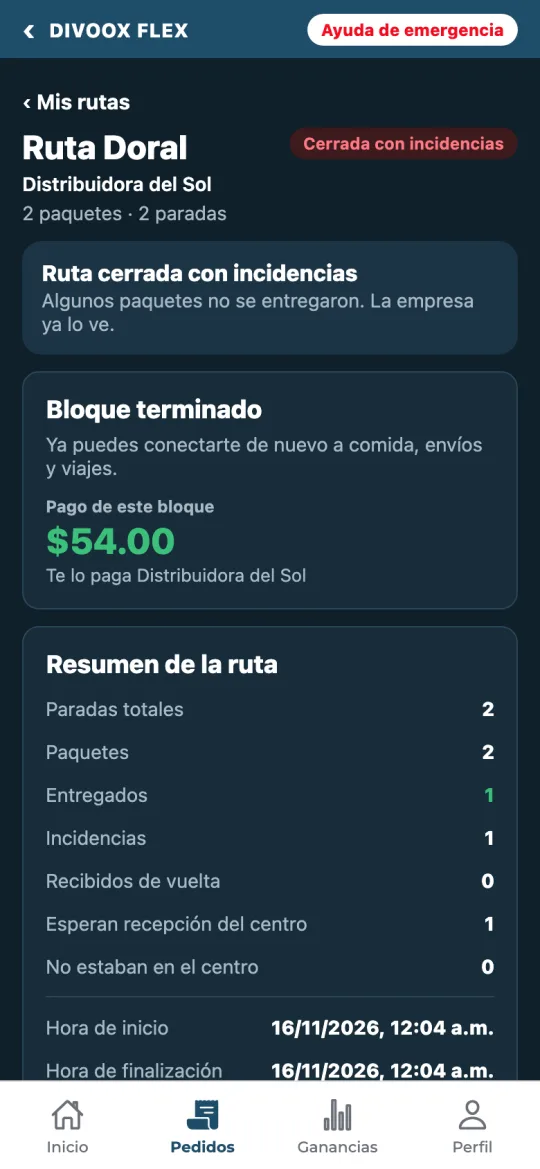 ‹ DIVOOX FLEX
Ayuda de emergencia
‹ Mis rutas
Ruta Doral
Cerrada con incidencias
Distribuidora del Sol
2 paquetes · 2 paradas
Ruta cerrada con incidencias
Algunos paquetes no se entregaron. La empresa
ya lo ve.
Bloque terminado
Ya puedes conectarte de nuevo a comida, envíos
y viajes.
Pago de este bloque
$54.00
Te lo paga Distribuidora del Sol
Resumen de la ruta
Paradas totales 2
Paquetes 2
Entregados 1
Incidencias 1
Recibidos de vuelta 0
Esperan recepción del centro 1
No estaban en el centro 0
Hora de inicio 16/11/2026, 12:04 a.m.
Hora de finalización 16/11/2026, 12:04 a.m.
Inicio Pedidos Ganancias Perfil